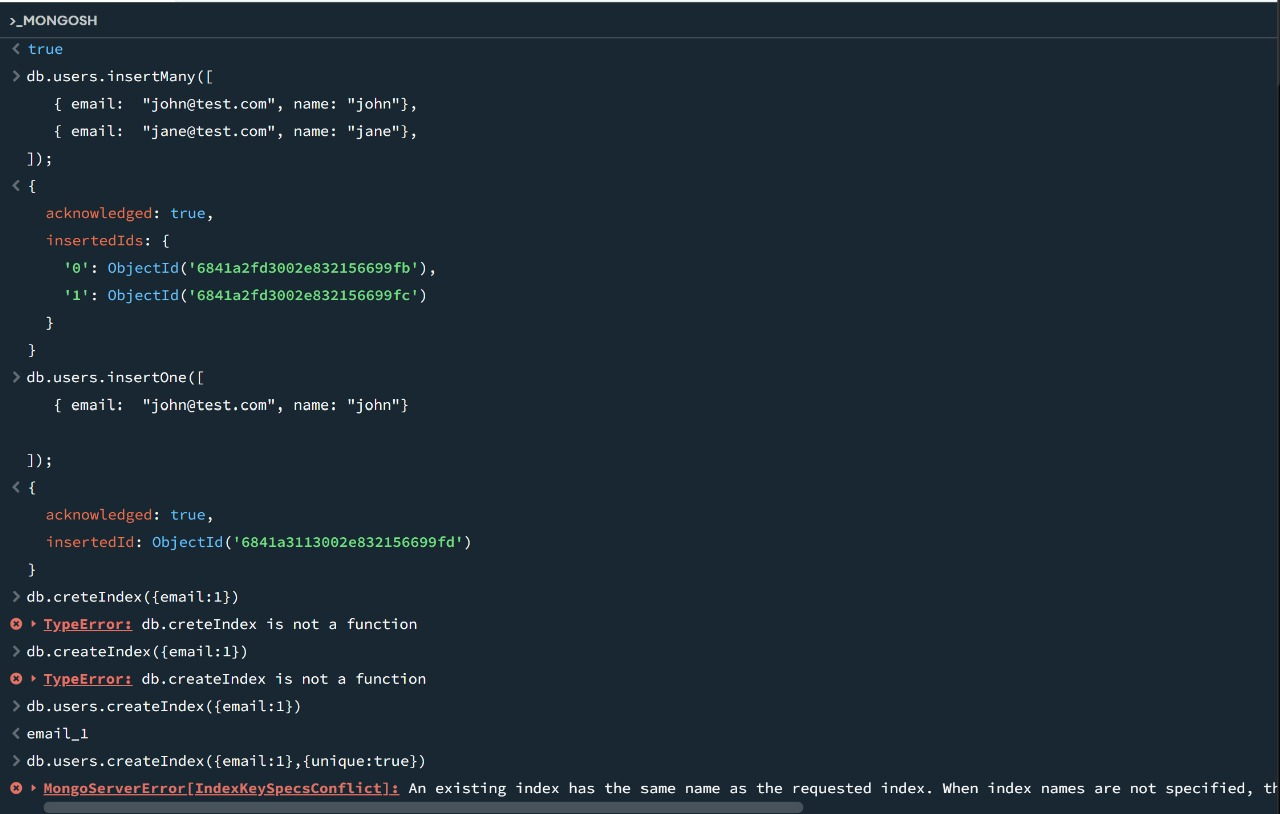 >_MONGOSH
< true
> db.users.insertMany([
{ email:  "john@test.com", name: "john"},
{ email:  "jane@test.com", name: "jane"},
]);
< {
acknowledged: true,
insertedIds: {
'0': ObjectId('6841a2fd3002e832156699fb'),
'1': ObjectId('6841a2fd3002e832156699fc')
}
}
> db.users.insertOne([
{ email:  "john@test.com", name: "john"}
]);
< {
acknowledged: true,
insertedId: ObjectId('6841a3113002e832156699fd')
}
> db.creteIndex({email:1})
TypeError: db.creteIndex is not a function
> db.createIndex({email:1})
TypeError: db.createIndex is not a function
> db.users.createIndex({email:1})
< email_1
> db.users.createIndex({email:1},{unique:true})
MongoServerError[IndexKeySpecsConflict]: An existing index has the same name as the requested index. When index names are not specified, th